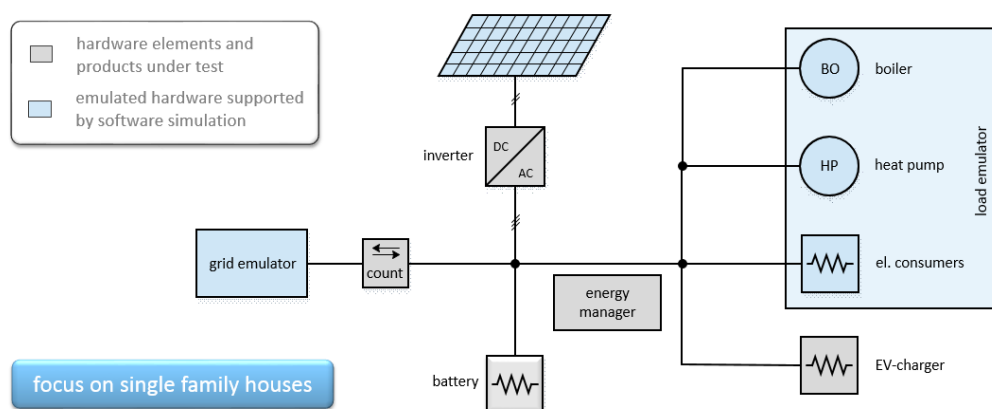 hardware elements and
products under test
emulated hardware supported
by software simulation
DC
AC
inverter
BO
boiler
HP
heat pump
load emulator
grid emulator
count
el. consumers
energy
manager
battery
EV-charger
focus on single family houses